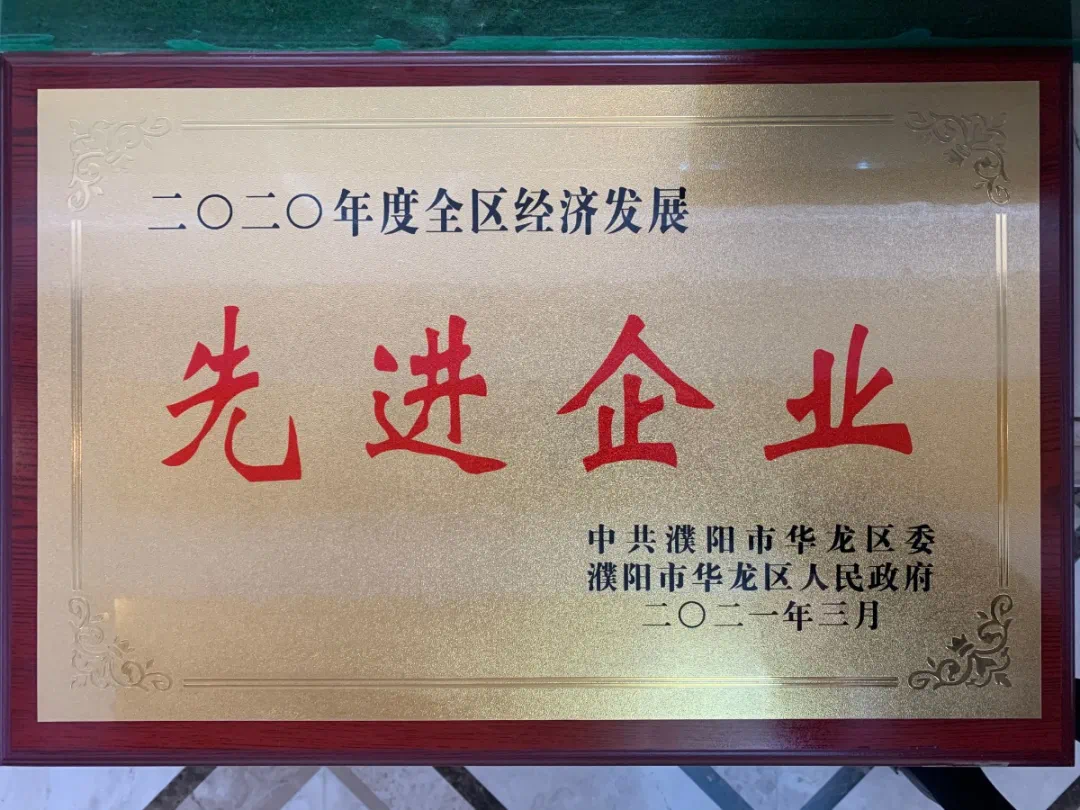 二〇二〇年度全区经济发展
先进企业
中共濮阳市华龙区委
濮阳市华龙区人民政府
二〇二一年三月